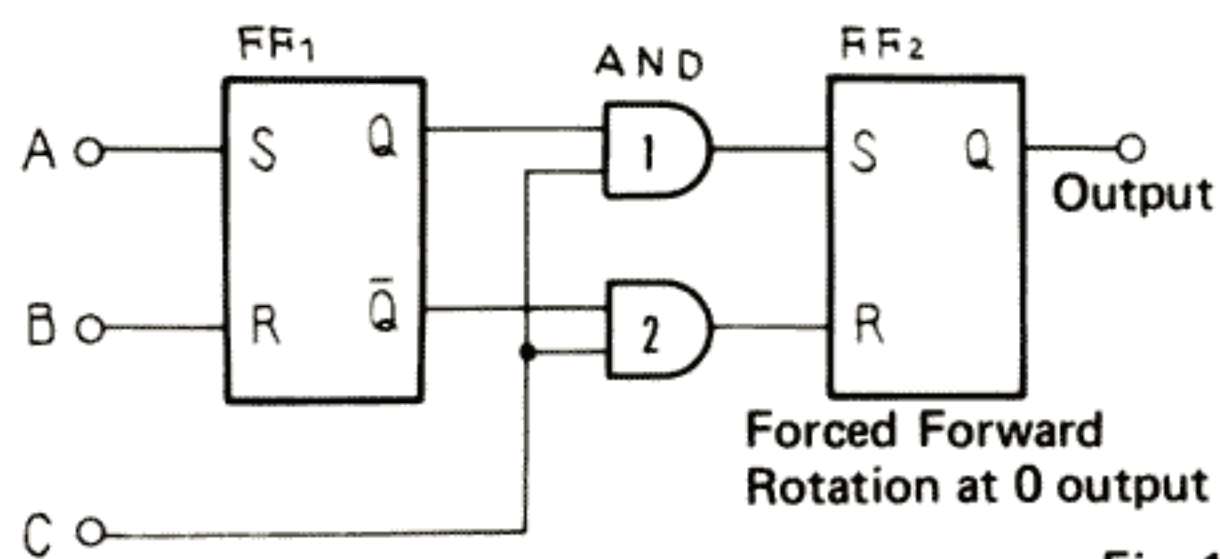 FF1
AND
FF2
A
S
Q
1
S
Q
Output
B
R
Q̅
2
R
Forced Forward
Rotation at 0 output
C